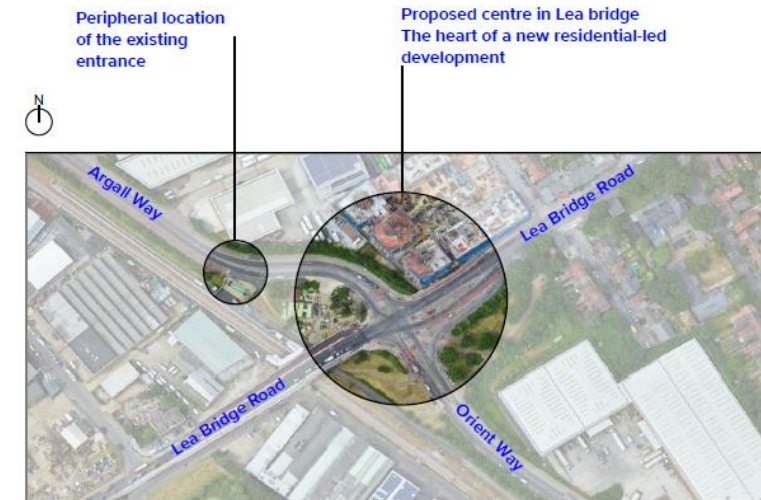 Peripheral location
of the existing
entrance
Proposed centre in Lea bridge
The heart of a new residential-led
development
N
Argall Way
Lea Bridge Road
Lea Bridge Road
Orient Way